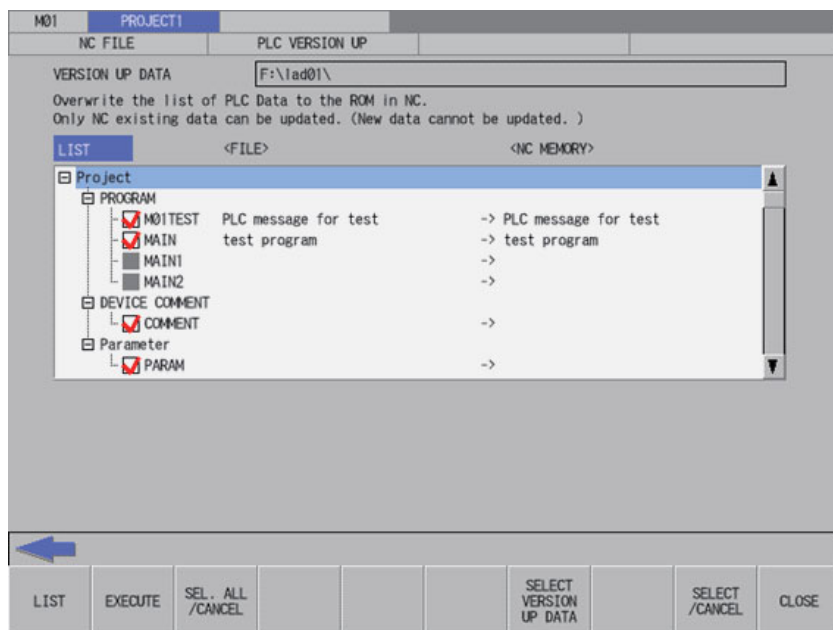 M01 PROJECT1
NC FILE PLC VERSION UP
VERSION UP DATA F:\lad01\
Overwrite the list of PLC Data to the ROM in NC.
Only NC existing data can be updated. (New data cannot be updated. )
LIST <FILE> <NC MEMORY>
Project
PROGRAM
M01TEST PLC message for test -> PLC message for test
MAIN test program -> test program
MAIN1 ->
MAIN2 ->
DEVICE COMMENT
COMMENT ->
Parameter
PARAM ->
LIST EXECUTE SEL. ALL /CANCEL SELECT VERSION UP DATA SELECT /CANCEL CLOSE